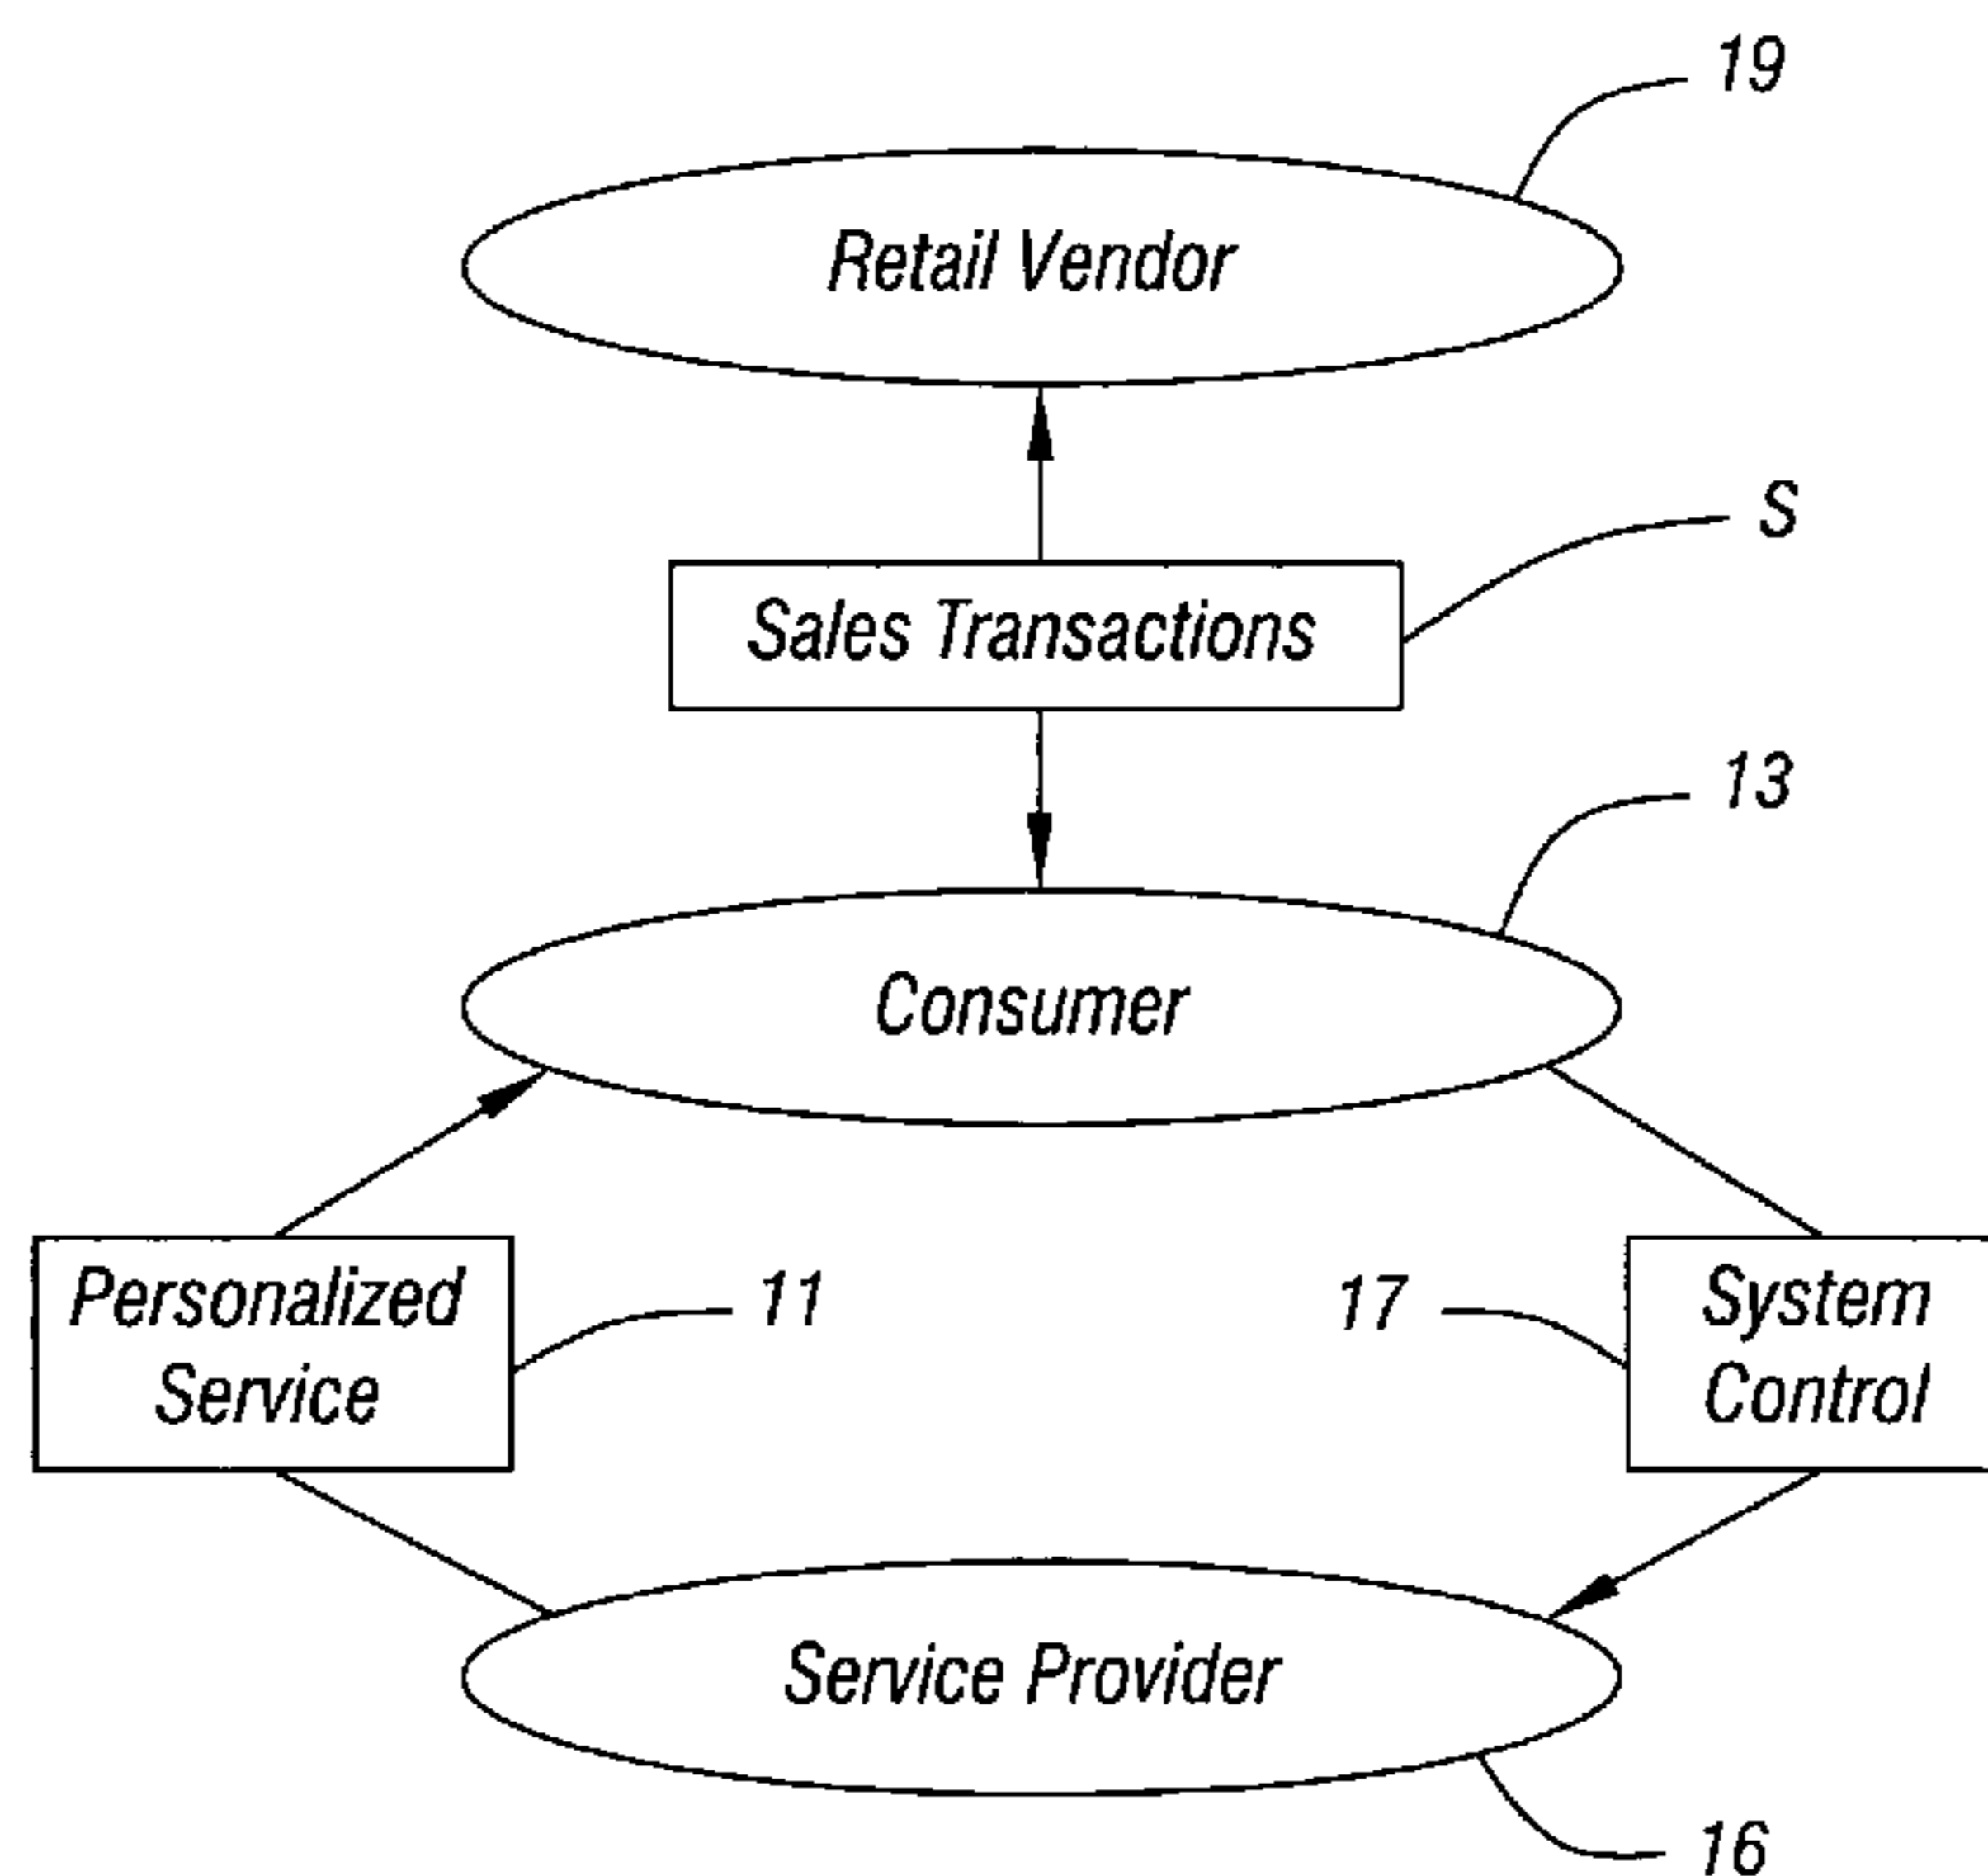 19
Retail Vendor
S
Sales Transactions
13
Consumer
Personalized
Service
11
17
System
Control
Service Provider
16